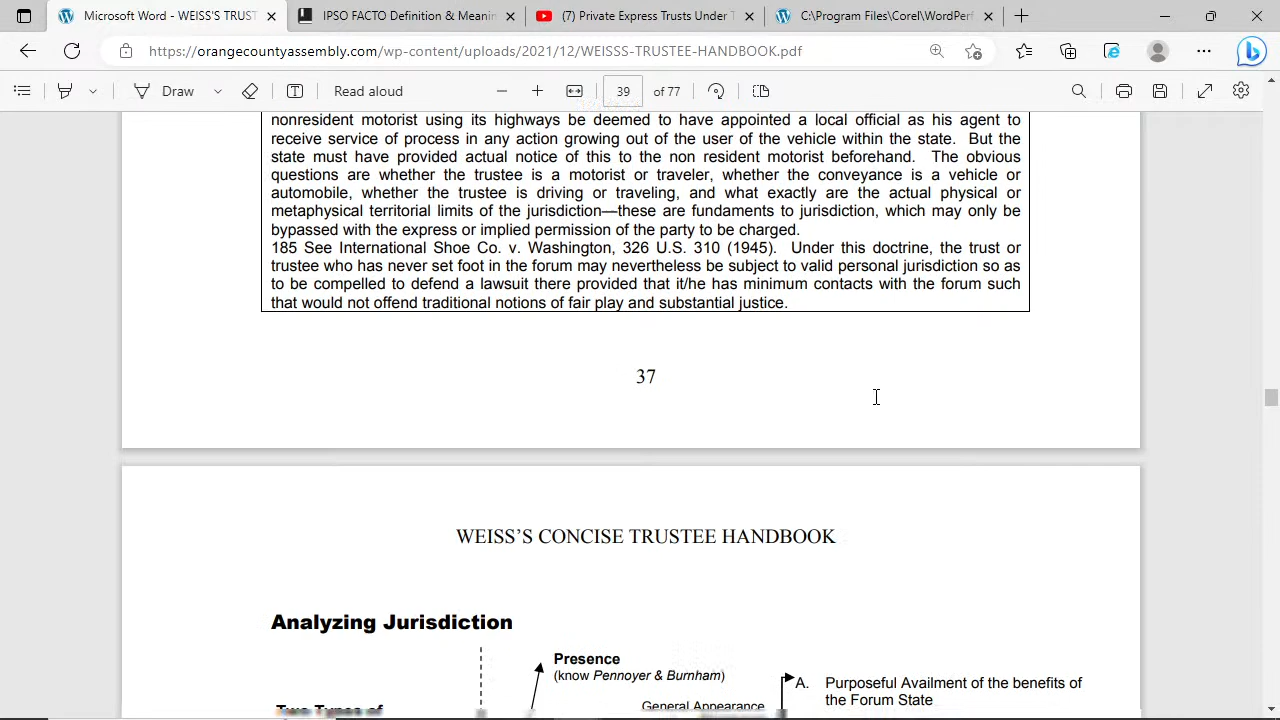 Microsoft Word - WEISS'S TRUST
IPSO FACTO Definition & Meanin
(7) Private Express Trusts Under T
C:\Program Files\Corel\WordPerf
https://orangecountyassembly.com/wp-content/uploads/2021/12/WEISSS-TRUSTEE-HANDBOOK.pdf
Draw
Read aloud
39
of 77
nonresident motorist using its highways be deemed to have appointed a local official as his agent to
receive service of process in any action growing out of the user of the vehicle within the state. But the
state must have provided actual notice of this to the non resident motorist beforehand. The obvious
questions are whether the trustee is a motorist or traveler, whether the conveyance is a vehicle or
automobile, whether the trustee is driving or traveling, and what exactly are the actual physical or
metaphysical territorial limits of the jurisdiction—these are fundaments to jurisdiction, which may only be
bypassed with the express or implied permission of the party to be charged.
185 See International Shoe Co. v. Washington, 326 U.S. 310 (1945). Under this doctrine, the trust or
trustee who has never set foot in the forum may nevertheless be subject to valid personal jurisdiction so as
to be compelled to defend a lawsuit there provided that it/he has minimum contacts with the forum such
that would not offend traditional notions of fair play and substantial justice.
37
WEISS'S CONCISE TRUSTEE HANDBOOK
Analyzing Jurisdiction
Presence
(know Pennoyer & Burnham)
A. Purposeful Availment of the benefits of
the Forum State
General Appearance
Two Types of